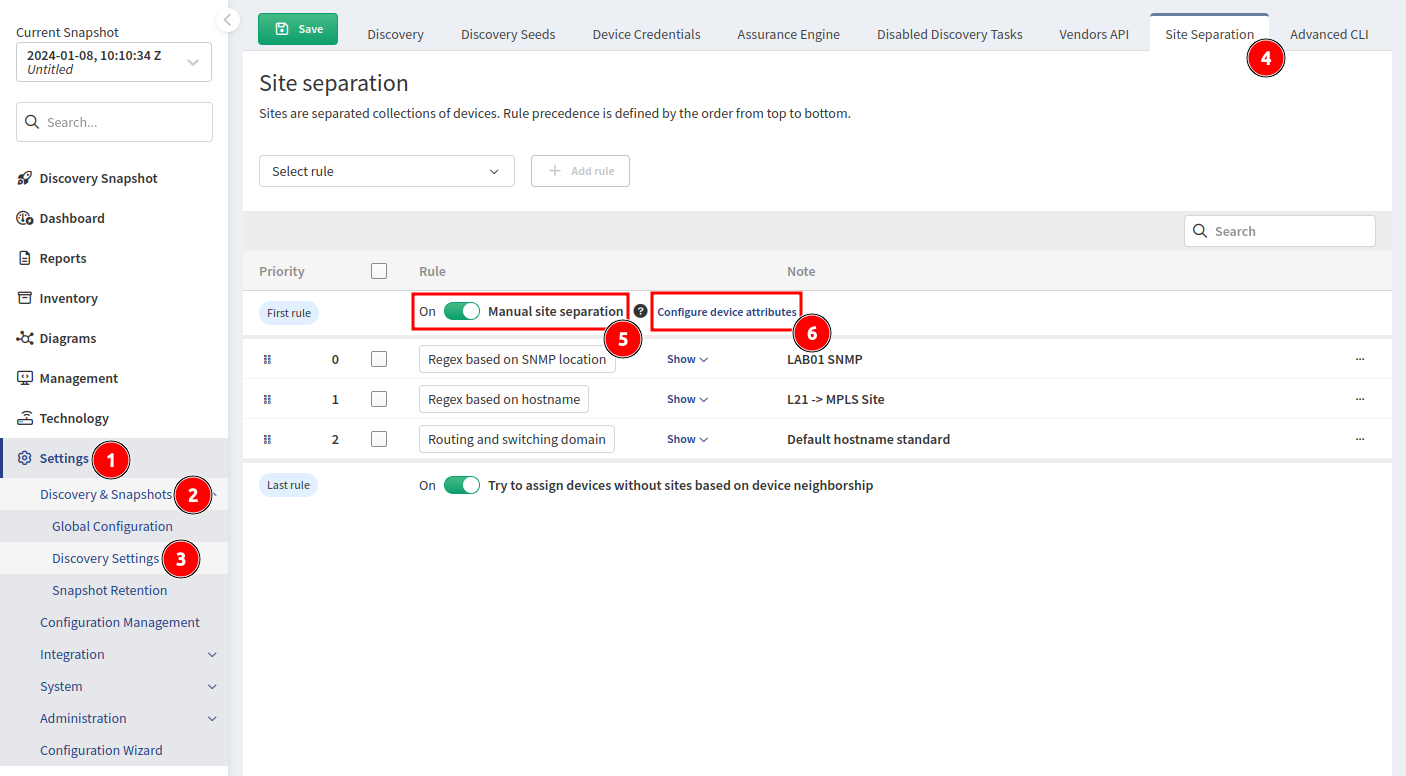 Current Snapshot
2024-01-08, 10:10:34 Z
Untitled
Search...
Discovery Snapshot
Dashboard
Reports
Inventory
Diagrams
Management
Technology
Settings 1
Discovery & Snapshots 2
Global Configuration
Discovery Settings 3
Snapshot Retention
Configuration Management
Integration
System
Administration
Configuration Wizard
Save Discovery Discovery Seeds Device Credentials Assurance Engine Disabled Discovery Tasks Vendors API Site Separation Advanced CLI
4
Site separation
Sites are separated collections of devices. Rule precedence is defined by the order from top to bottom.
Select rule Add rule
Search
Priority Rule Note
First rule On Manual site separation ? Configure device attributes
5 6
0 Regex based on SNMP location Show LAB01 SNMP ...
1 Regex based on hostname Show L21 -> MPLS Site ...
2 Routing and switching domain Show Default hostname standard ...
Last rule On Try to assign devices without sites based on device neighborship